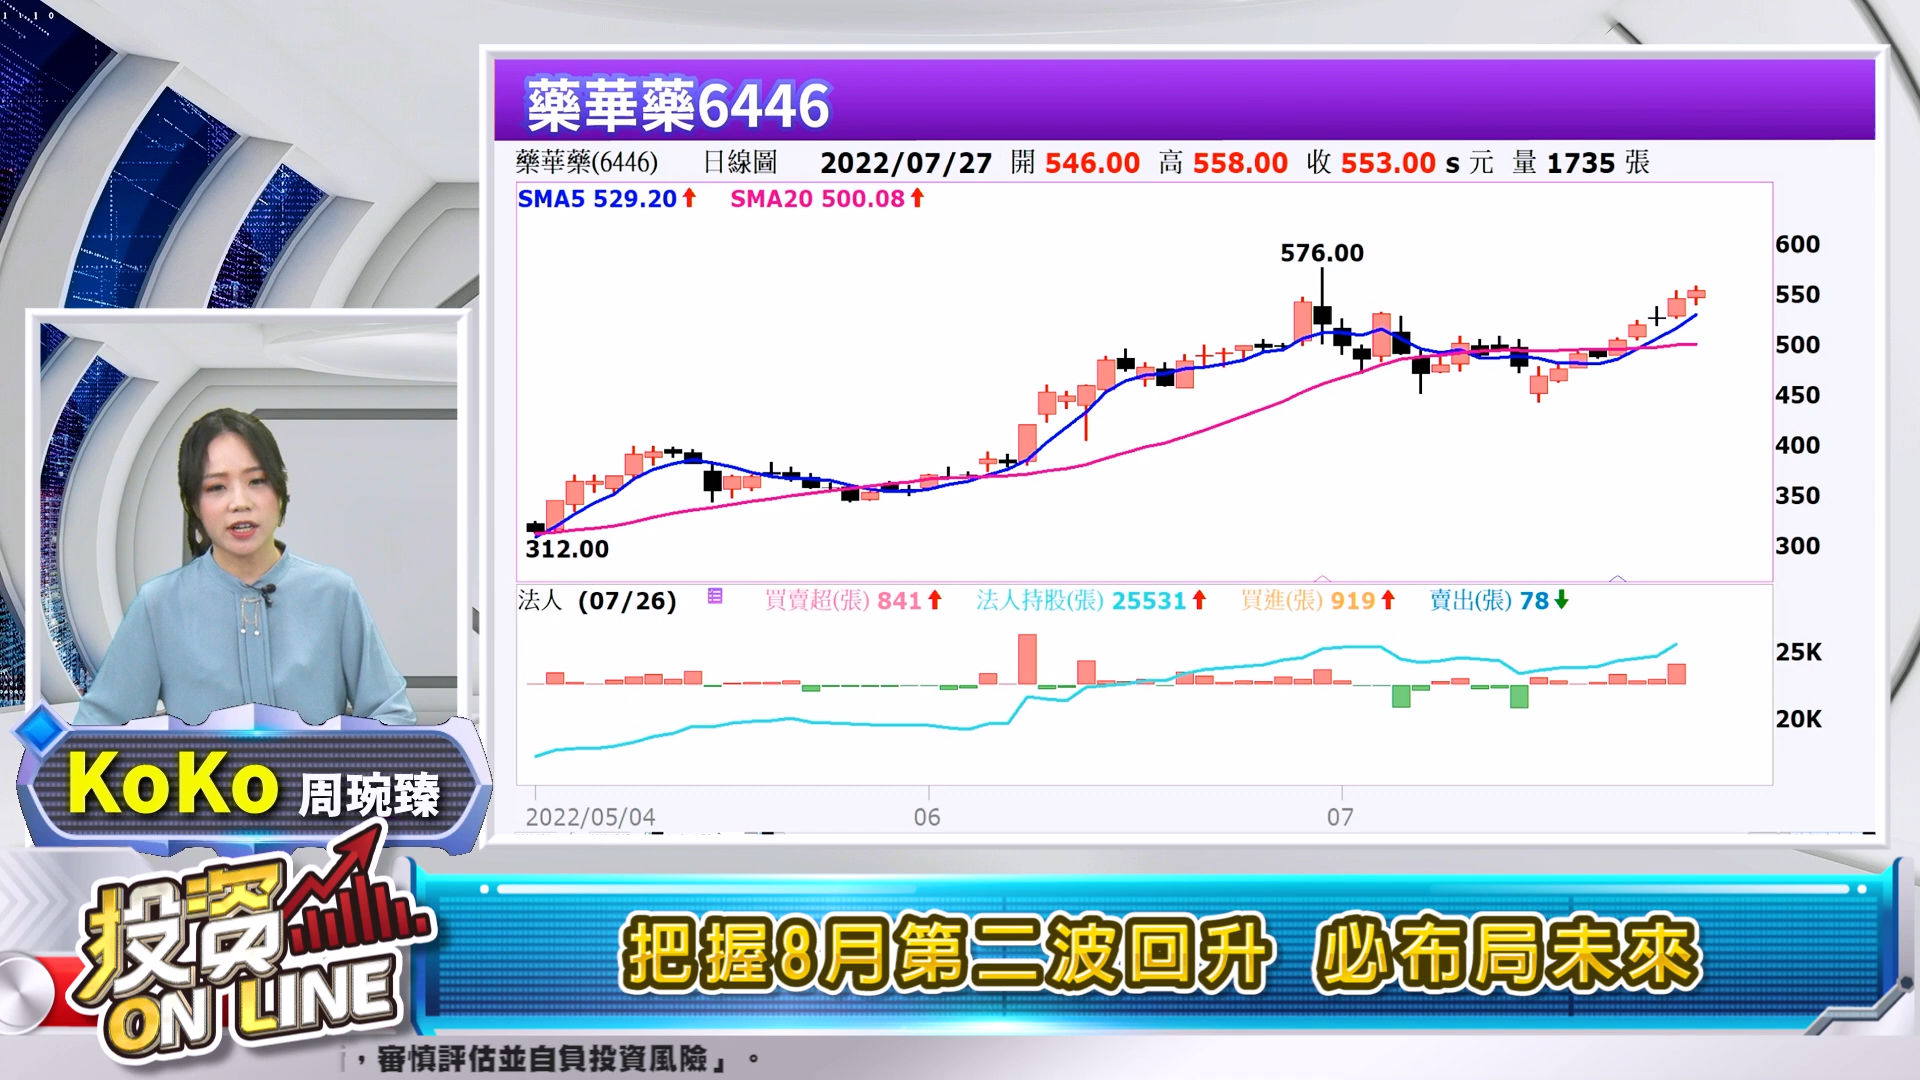 1 1 1 0
藥華藥6446
藥華藥(6446) 日線圖 2022/07/27 開 546.00 高 558.00 收 553.00 s 元 量 1735 張
SMA5 529.20↑ SMA20 500.08↑
576.00
312.00
600
550
500
450
400
350
300
法人 (07/26) 買賣超(張) 841↑ 法人持股(張) 25531↑ 買進(張) 919↑ 賣出(張) 78↓
25K
20K
2022/05/04 06 07
KoKo 周琬臻
投資
ON LINE
把握8月第二波回升 必布局未來
，審慎評估並自負投資風險」。